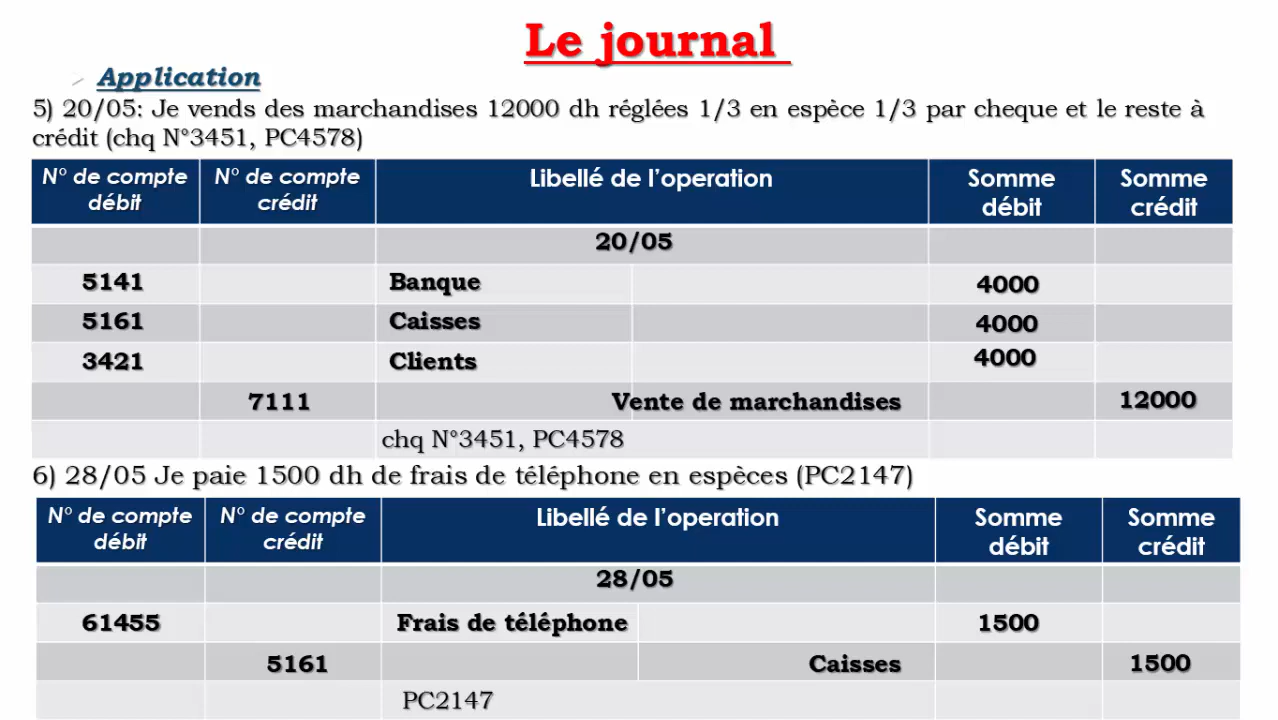 Le journal
Application
5) 20/05: Je vends des marchandises 12000 dh réglées 1/3 en espèce 1/3 par cheque et le reste à
crédit (chq N°3451, PC4578)
N° de compte débit N° de compte crédit Libellé de l’operation Somme débit Somme crédit
20/05
5141 Banque 4000
5161 Caisses 4000
3421 Clients 4000
7111 Vente de marchandises 12000
chq N°3451, PC4578
6) 28/05 Je paie 1500 dh de frais de téléphone en espèces (PC2147)
N° de compte débit N° de compte crédit Libellé de l’operation Somme débit Somme crédit
28/05
61455 Frais de téléphone 1500
5161 Caisses 1500
PC2147